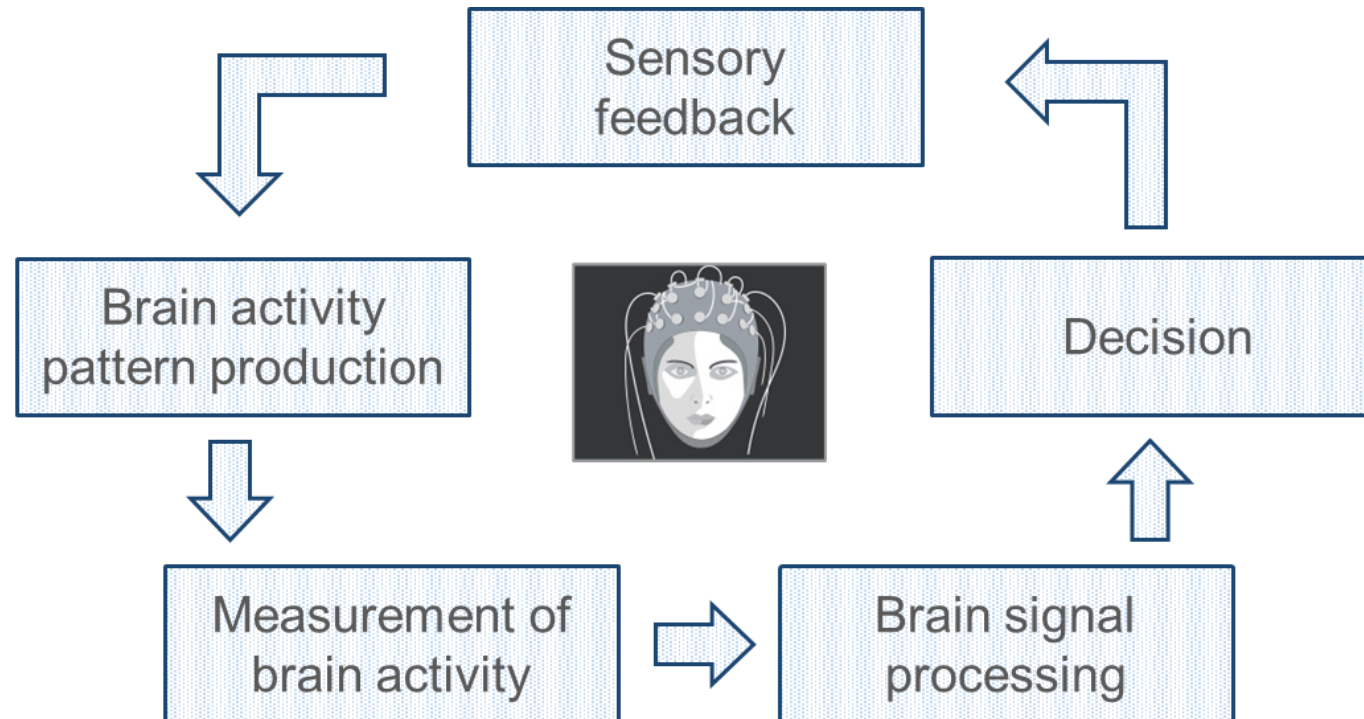 Sensory
feedback
Brain activity
pattern production
Decision
Measurement of
brain activity
Brain signal
processing